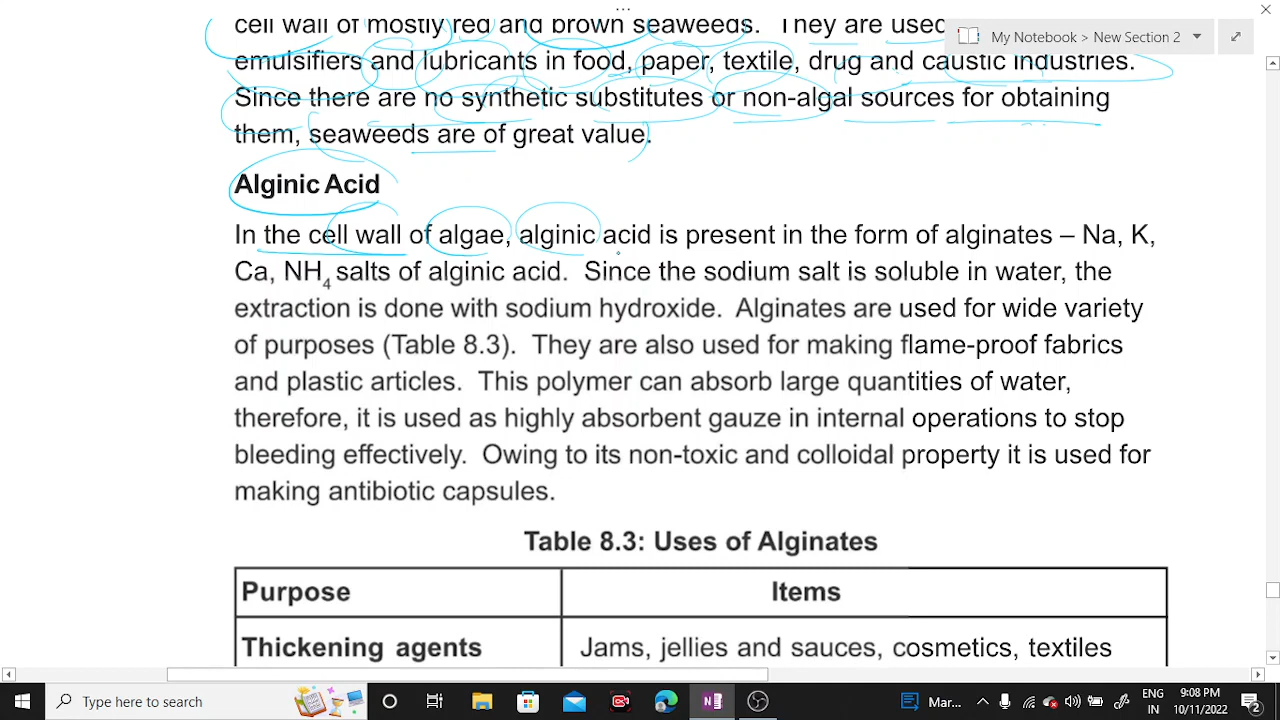 ...
cell wall of mostly red and brown seaweeds. They are used
My Notebook > New Section 2
emulsifiers and lubricants in food, paper, textile, drug and caustic industries.
Since there are no synthetic substitutes or non-algal sources for obtaining
them, seaweeds are of great value.
Alginic Acid
In the cell wall of algae, alginic acid is present in the form of alginates – Na, K,
Ca, NH4 salts of alginic acid. Since the sodium salt is soluble in water, the
extraction is done with sodium hydroxide. Alginates are used for wide variety
of purposes (Table 8.3). They are also used for making flame-proof fabrics
and plastic articles. This polymer can absorb large quantities of water,
therefore, it is used as highly absorbent gauze in internal operations to stop
bleeding effectively. Owing to its non-toxic and colloidal property it is used for
making antibiotic capsules.
Table 8.3: Uses of Alginates
Purpose Items
Thickening agents Jams, jellies and sauces, cosmetics, textiles
Type here to search
Mar...
ENG
IN
9:08 PM
10/11/2022
2